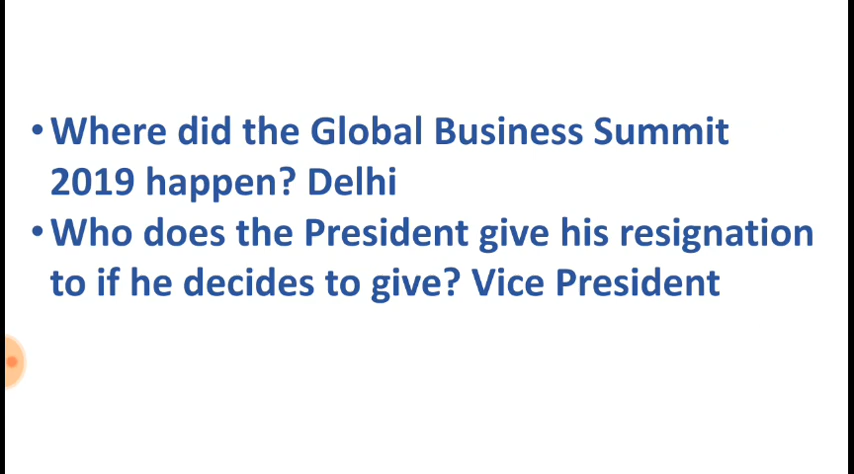 • Where did the Global Business Summit
2019 happen? Delhi
• Who does the President give his resignation
to if he decides to give? Vice President